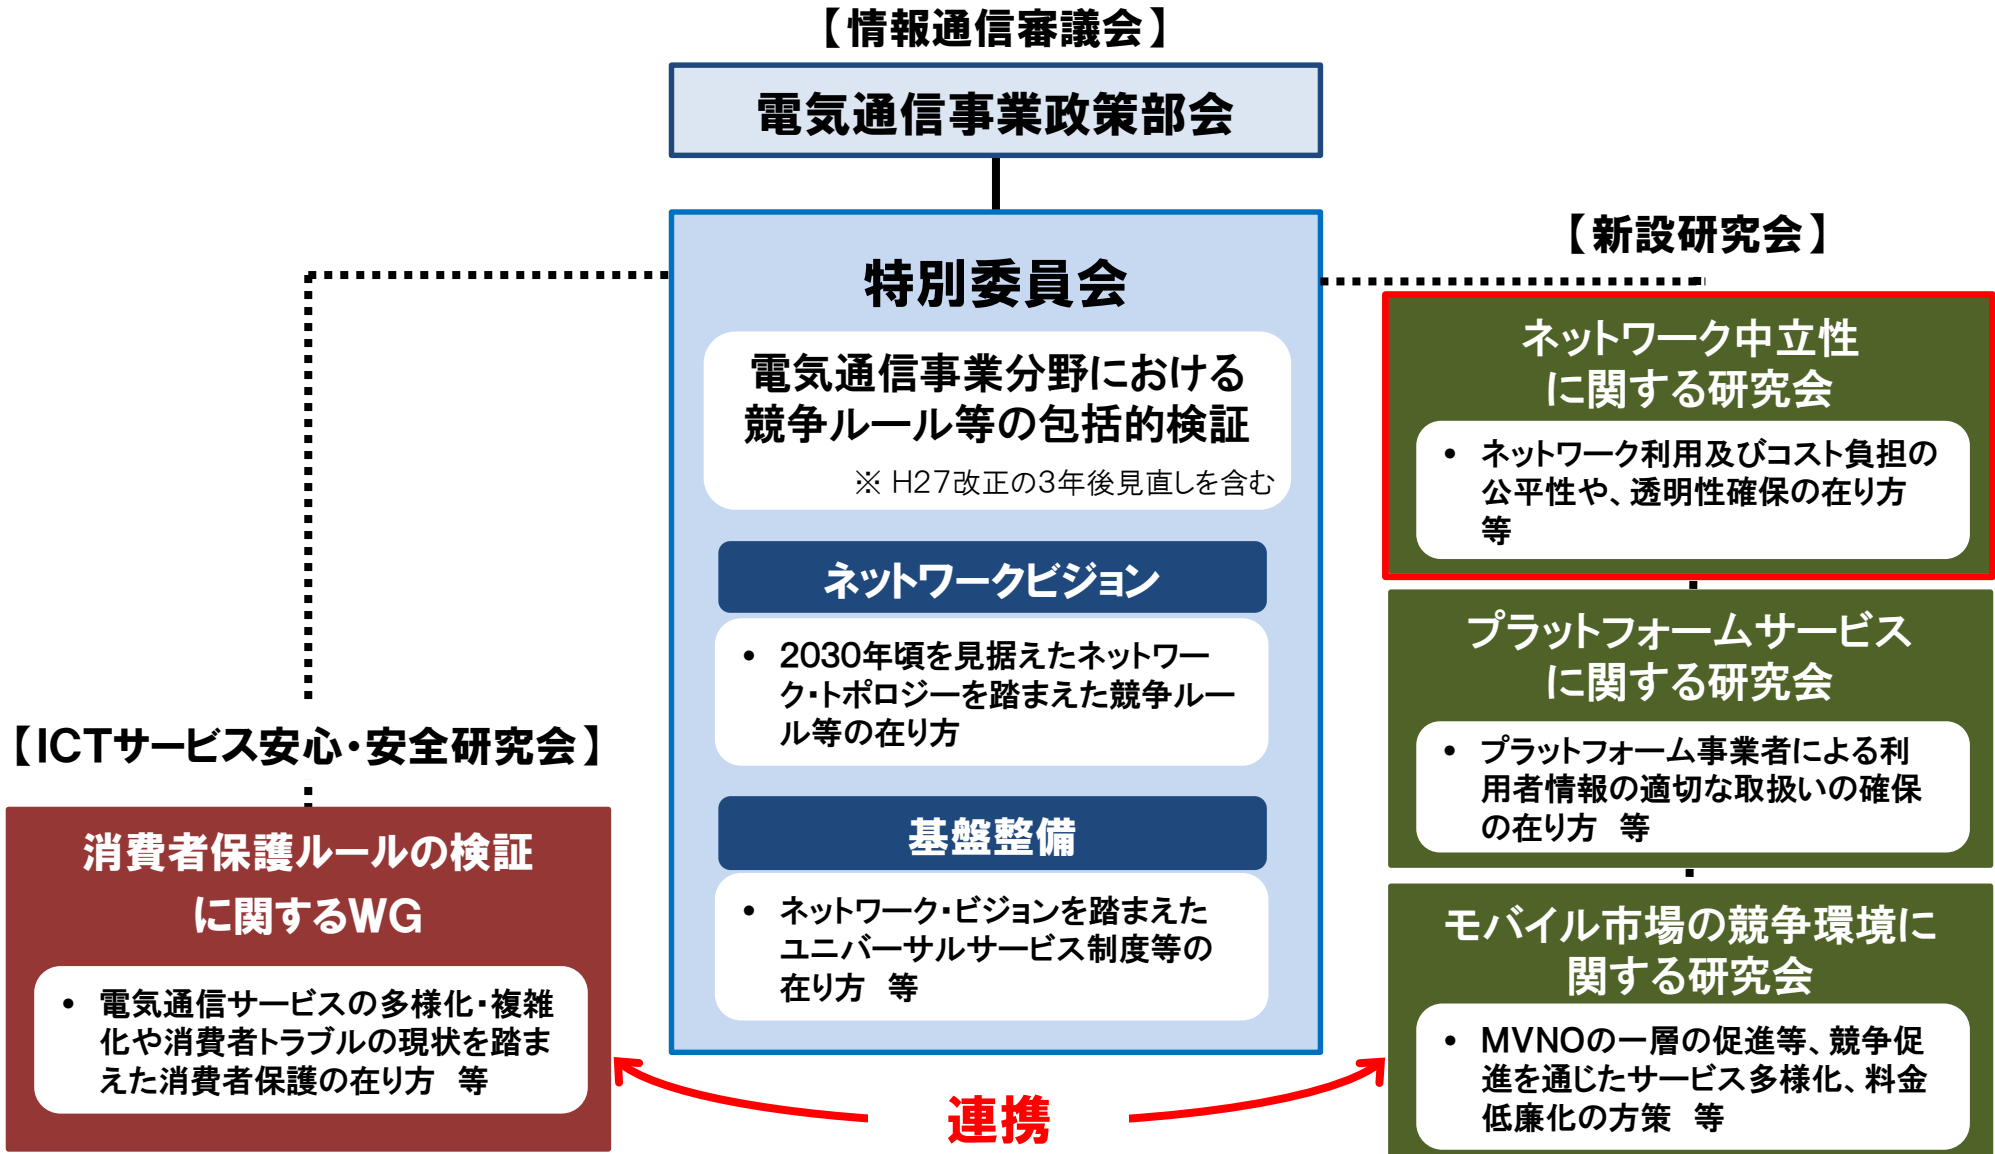 【情報通信審議会】
電気通信事業政策部会
特別委員会
電気通信事業分野における
競争ルール等の包括的検証
※ H27改正の3年後見直しを含む
ネットワークビジョン
• 2030年頃を見据えたネットワー
ク・トポロジーを踏まえた競争ルー
ル等の在り方
基盤整備
• ネットワーク・ビジョンを踏まえた
ユニバーサルサービス制度等の
在り方 等
【ICTサービス安心・安全研究会】
消費者保護ルールの検証
に関するWG
• 電気通信サービスの多様化・複雑
化や消費者トラブルの現状を踏ま
えた消費者保護の在り方 等
連携
【新設研究会】
ネットワーク中立性
に関する研究会
• ネットワーク利用及びコスト負担の
公平性や、透明性確保の在り方
等
プラットフォームサービス
に関する研究会
• プラットフォーム事業者による利
用者情報の適切な取扱いの確保
の在り方 等
モバイル市場の競争環境に
関する研究会
• MVNOの一層の促進等、競争促
進を通じたサービス多様化、料金
低廉化の方策 等